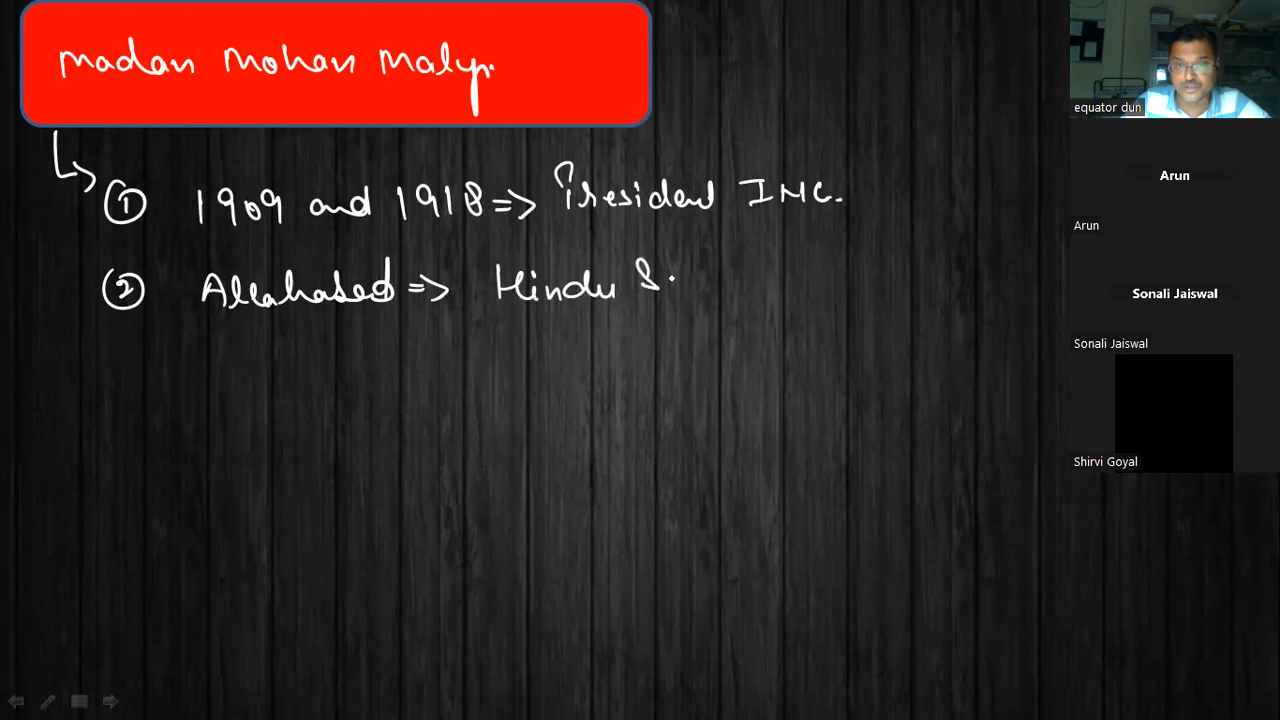 Madan Mohan Malya
① 1909 and 1918 => President INC.
② Allahabad => Hindu S.
equator dun
Arun
Arun
Sonali Jaiswal
Sonali Jaiswal
Shirvi Goyal